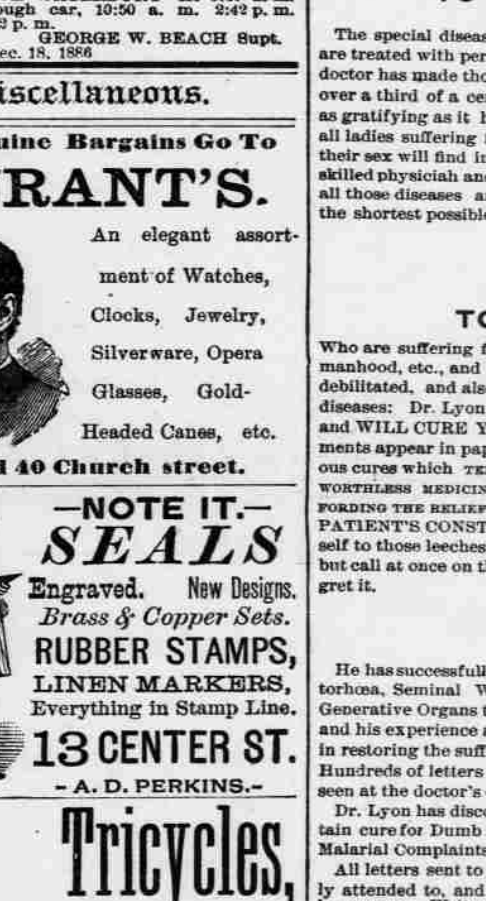 ough car, 10:50 a. m. 2:42 p. m.
2 p. m.
GEORGE W. BEACH Supt.
ec. 18, 1886
iscellaneous.
uine Bargains Go To
RANT'S.
An elegant assort-
ment of Watches,
Clocks, Jewelry,
Silverware, Opera
Glasses, Gold-
Headed Canes, etc.
1 40 Church street.
—NOTE IT.—
SEALS
Engraved. New Designs.
Brass & Copper Sets.
RUBBER STAMPS,
LINEN MARKERS,
Everything in Stamp Line.
13 CENTER ST.
- A. D. PERKINS.-
Tricycles,
The special diseas
are treated with per
doctor has made tho
over a third of a ce
as gratifying as it h
all ladies suffering
their sex will find in
skilled physiciah and
all those diseases a
the shortest possible
TO
Who are suffering f
manhood, etc., and
debilitated, and also
diseases: Dr. Lyon
and WILL CURE Y
ments appear in pap
ous cures which TE
WORTHLESS MEDICIN
FORDING THE RELIEF
PATIENT'S CONST
self to those leeches
but call at once on th
gret it.
He has successfull
torhœa, Seminal W
Generative Organs t
and his experience a
in restoring the suff
Hundreds of letters
seen at the doctor's
Dr. Lyon has disco
tain cure for Dumb
Malarial Complaints
All letters sent to
ly attended to, and